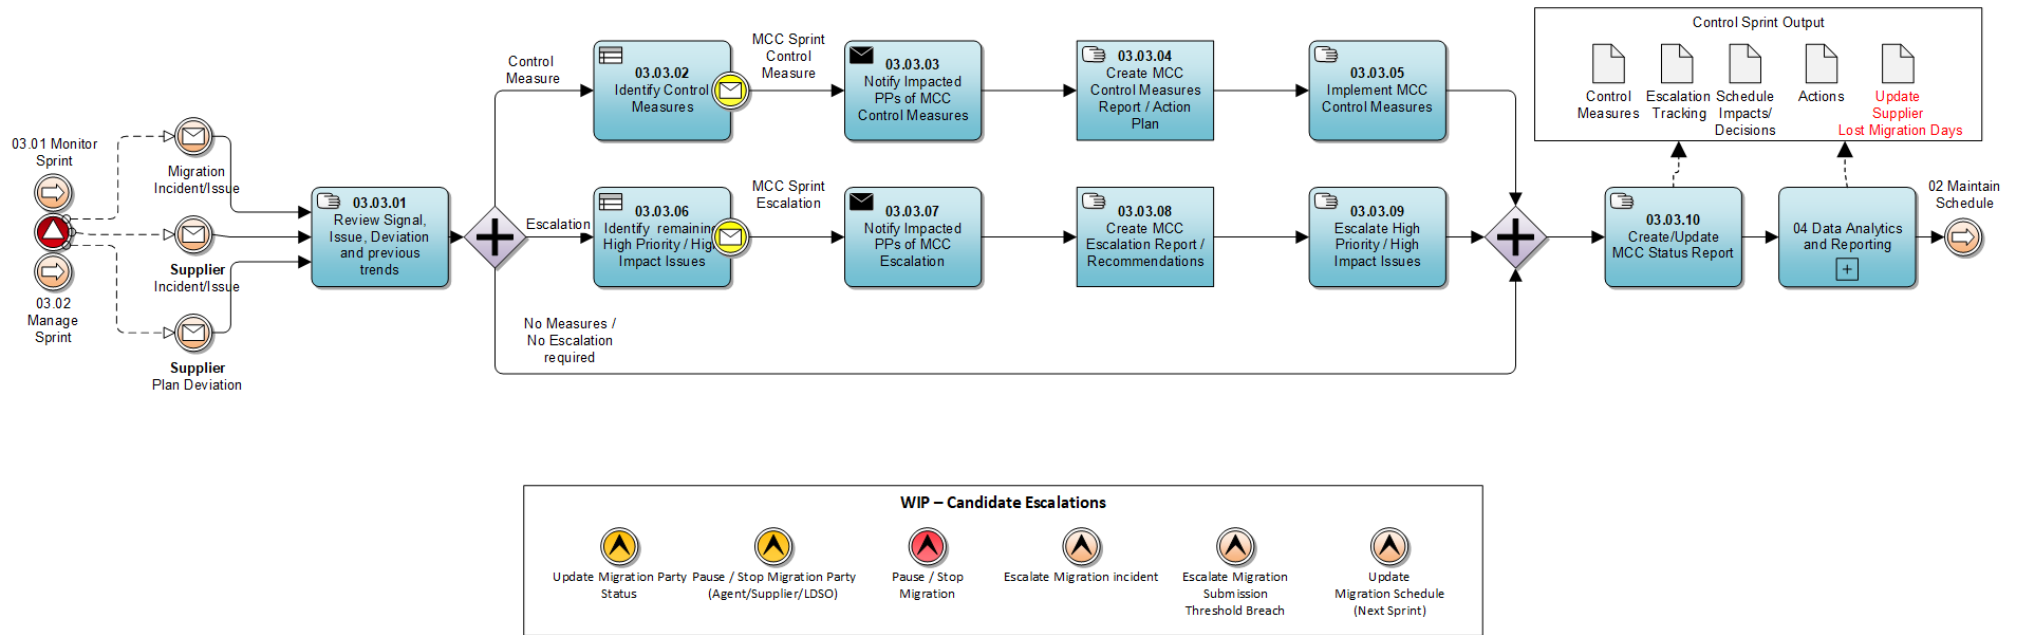 Control Sprint Output
Control
Measures
Escalation
Tracking
Schedule
Impacts/
Decisions
Actions
Update
Supplier
Lost Migration Days
03.01 Monitor
Sprint
03.02
Manage
Sprint
Migration
Incident/Issue
Supplier
Incident/Issue
Supplier
Plan Deviation
03.03.01
Review Signal,
Issue, Deviation
and previous
trends
Control
Measure
03.03.02
Identify Control
Measures
MCC Sprint
Control
Measure
03.03.03
Notify Impacted
PPs of MCC
Control Measures
03.03.04
Create MCC
Control Measures
Report / Action
Plan
03.03.05
Implement MCC
Control Measures
Escalation
03.03.06
Identify remaining
High Priority / High
Impact Issues
MCC Sprint
Escalation
03.03.07
Notify Impacted
PPs of MCC
Escalation
03.03.08
Create MCC
Escalation Report /
Recommendations
03.03.09
Escalate High
Priority / High
Impact Issues
No Measures /
No Escalation
required
03.03.10
Create/Update
MCC Status Report
04 Data Analytics
and Reporting
02 Maintain
Schedule
WIP – Candidate Escalations
Update Migration Party
Status
Pause / Stop Migration Party
(Agent/Supplier/LDSO)
Pause / Stop
Migration
Escalate Migration incident
Escalate Migration
Submission
Threshold Breach
Update
Migration Schedule
(Next Sprint)